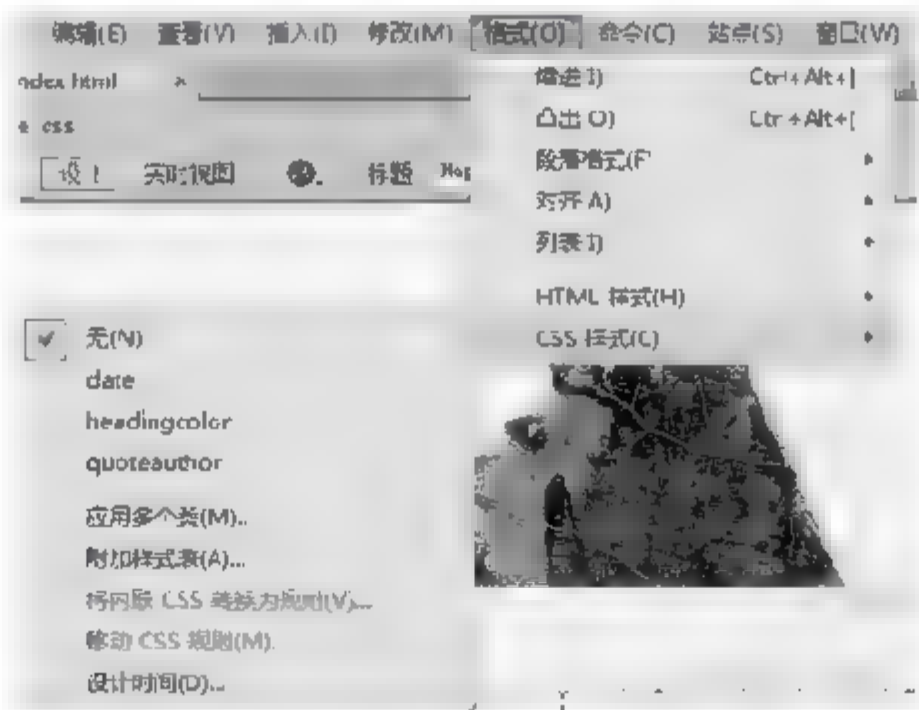 编辑(E) 查看(V) 插入(I) 修改(M) 格式(O) 命令(C) 站点(S) 窗口(W)
ndex.html ×
css
设计 实时视图 标题
缩进(I) Ctrl+Alt+]
凸出(O) Ctrl+Alt+[
段落格式(F)
对齐(A)
列表(I)
HTML 样式(H)
CSS 样式(C)
无(N)
date
headingcolor
quoteauthor
应用多个类(M)...
附加样式表(A)...
将内联 CSS 转换为规则(V)...
移动 CSS 规则(M).
设计时间(D)...